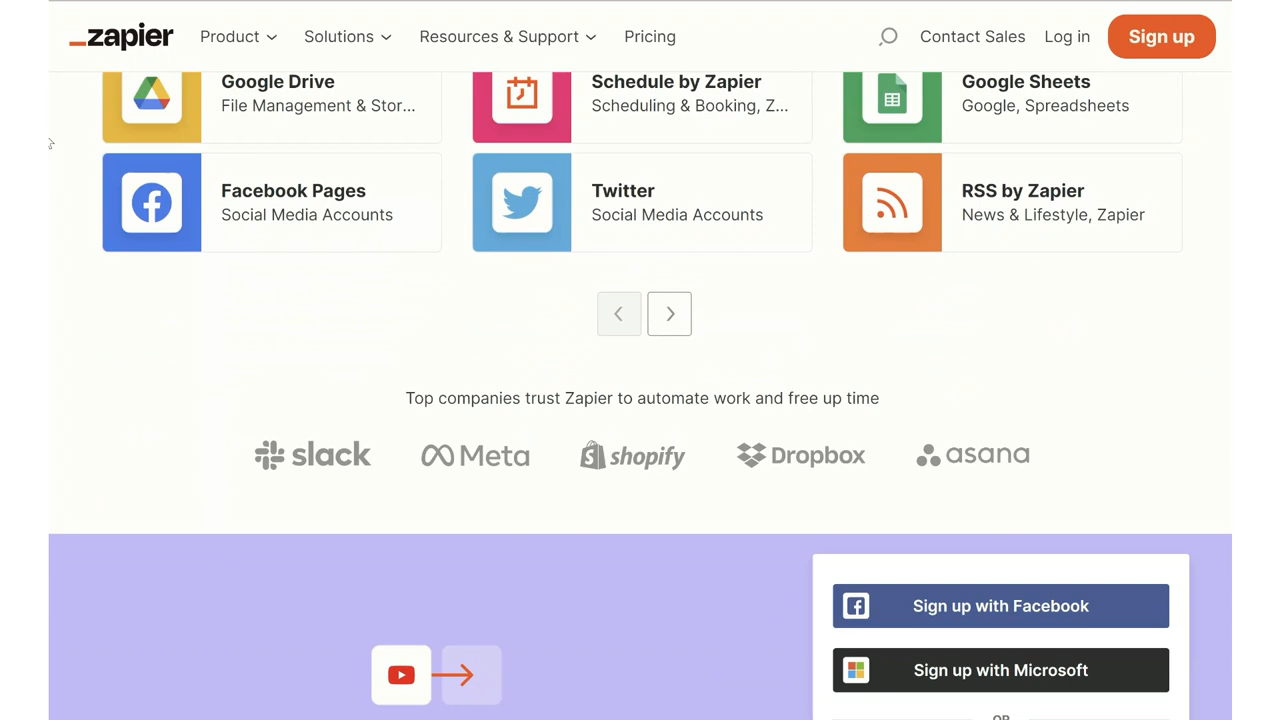 zapier Product Solutions Resources & Support Pricing Contact Sales Log in Sign up
Google Drive Schedule by Zapier Google Sheets
File Management & Stor... Scheduling & Booking, Z... Google, Spreadsheets
Facebook Pages Twitter RSS by Zapier
Social Media Accounts Social Media Accounts News & Lifestyle, Zapier
Top companies trust Zapier to automate work and free up time
slack Meta shopify Dropbox asana
Sign up with Facebook
Sign up with Microsoft
OR